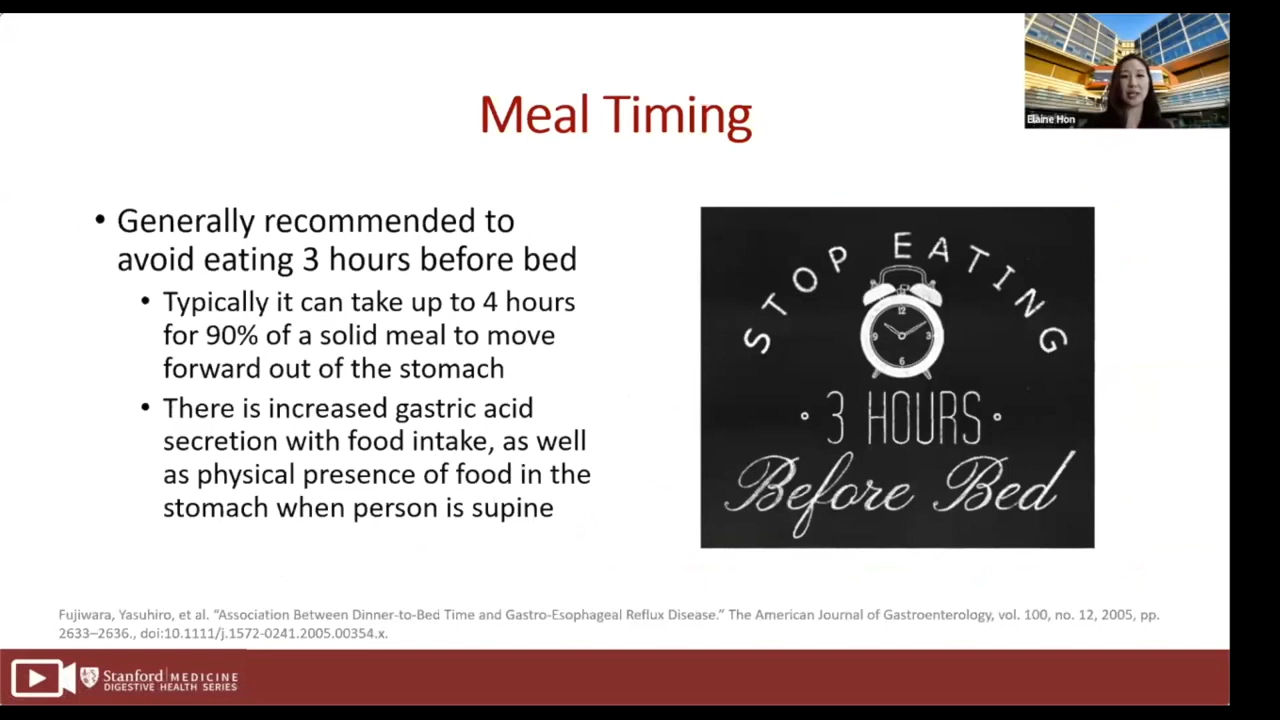 Elaine Hon
Meal Timing
• Generally recommended to
avoid eating 3 hours before bed
• Typically it can take up to 4 hours
for 90% of a solid meal to move
forward out of the stomach
• There is increased gastric acid
secretion with food intake, as well
as physical presence of food in the
stomach when person is supine
STOP EATING
12
9 3
6
• 3 HOURS •
Before Bed
Fujiwara, Yasuhiro, et al. “Association Between Dinner-to-Bed Time and Gastro-Esophageal Reflux Disease.” The American Journal of Gastroenterology, vol. 100, no. 12, 2005, pp.
2633–2636., doi:10.1111/j.1572-0241.2005.00354.x.
Stanford | MEDICINE
DIGESTIVE HEALTH SERIES